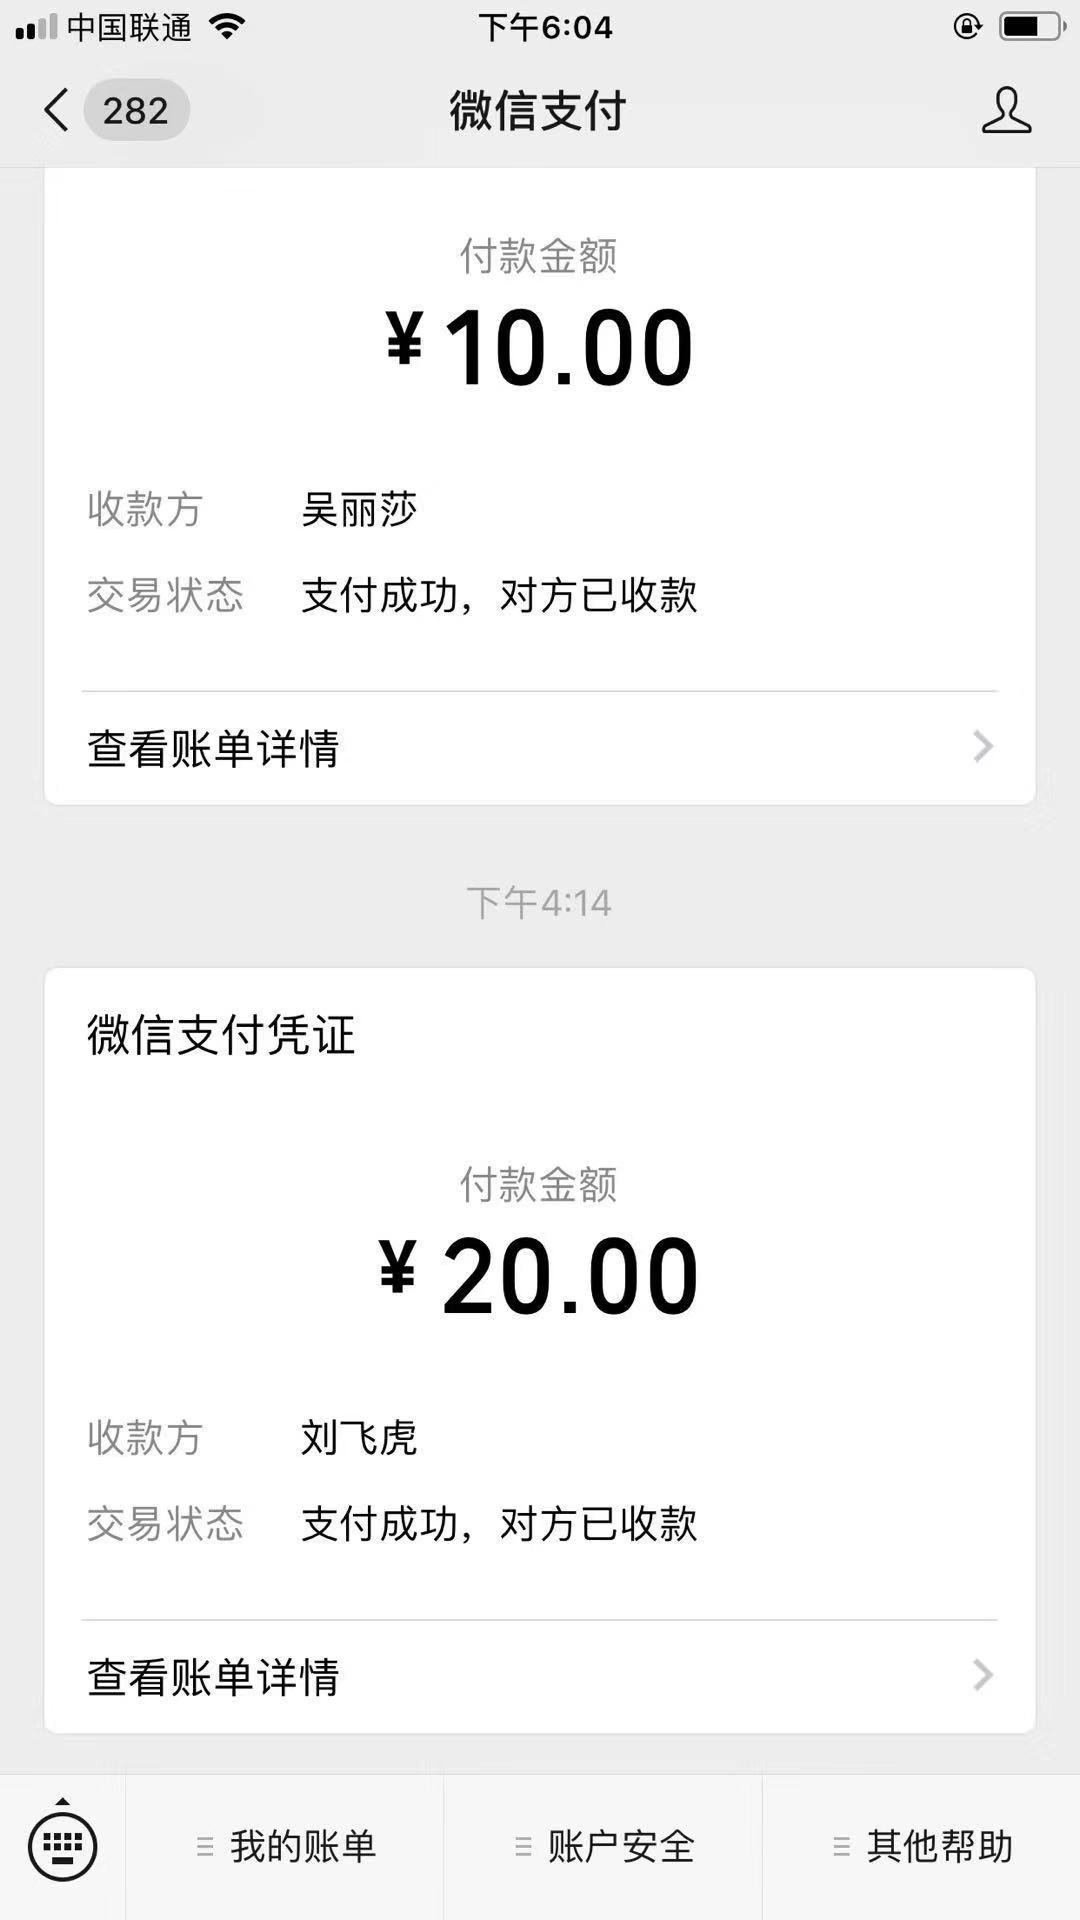 中国联通 下午6:04
282 微信支付
付款金额
¥10.00
收款方 吴丽莎
交易状态 支付成功，对方已收款
查看账单详情
下午4:14
微信支付凭证
付款金额
¥20.00
收款方 刘飞虎
交易状态 支付成功，对方已收款
查看账单详情
我的账单 账户安全 其他帮助